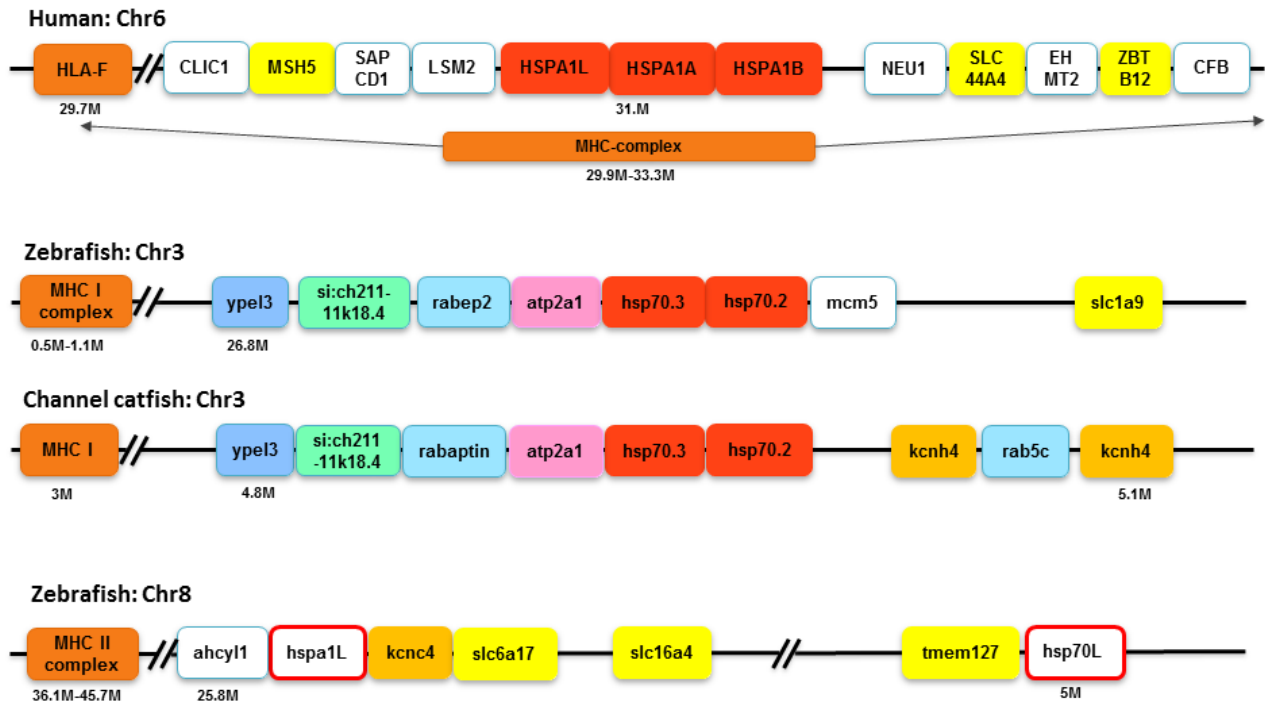 Human: Chr6
HLA-F
CLIC1
MSH5
SAP
CD1
LSM2
HSPA1L
HSPA1A
HSPA1B
NEU1
SLC
44A4
EH
MT2
ZBT
B12
CFB
29.7M
31.M
MHC-complex
29.9M-33.3M
Zebrafish: Chr3
MHC I
complex
ypel3
si:ch211-
11k18.4
rabep2
atp2a1
hsp70.3
hsp70.2
mcm5
slc1a9
0.5M-1.1M
26.8M
Channel catfish: Chr3
MHC I
ypel3
si:ch211
-11k18.4
rabaptin
atp2a1
hsp70.3
hsp70.2
kcnh4
rab5c
kcnh4
3M
4.8M
5.1M
Zebrafish: Chr8
MHC II
complex
ahcyl1
hspa1L
kcnc4
slc6a17
slc16a4
tmem127
hsp70L
36.1M-45.7M
25.8M
5M